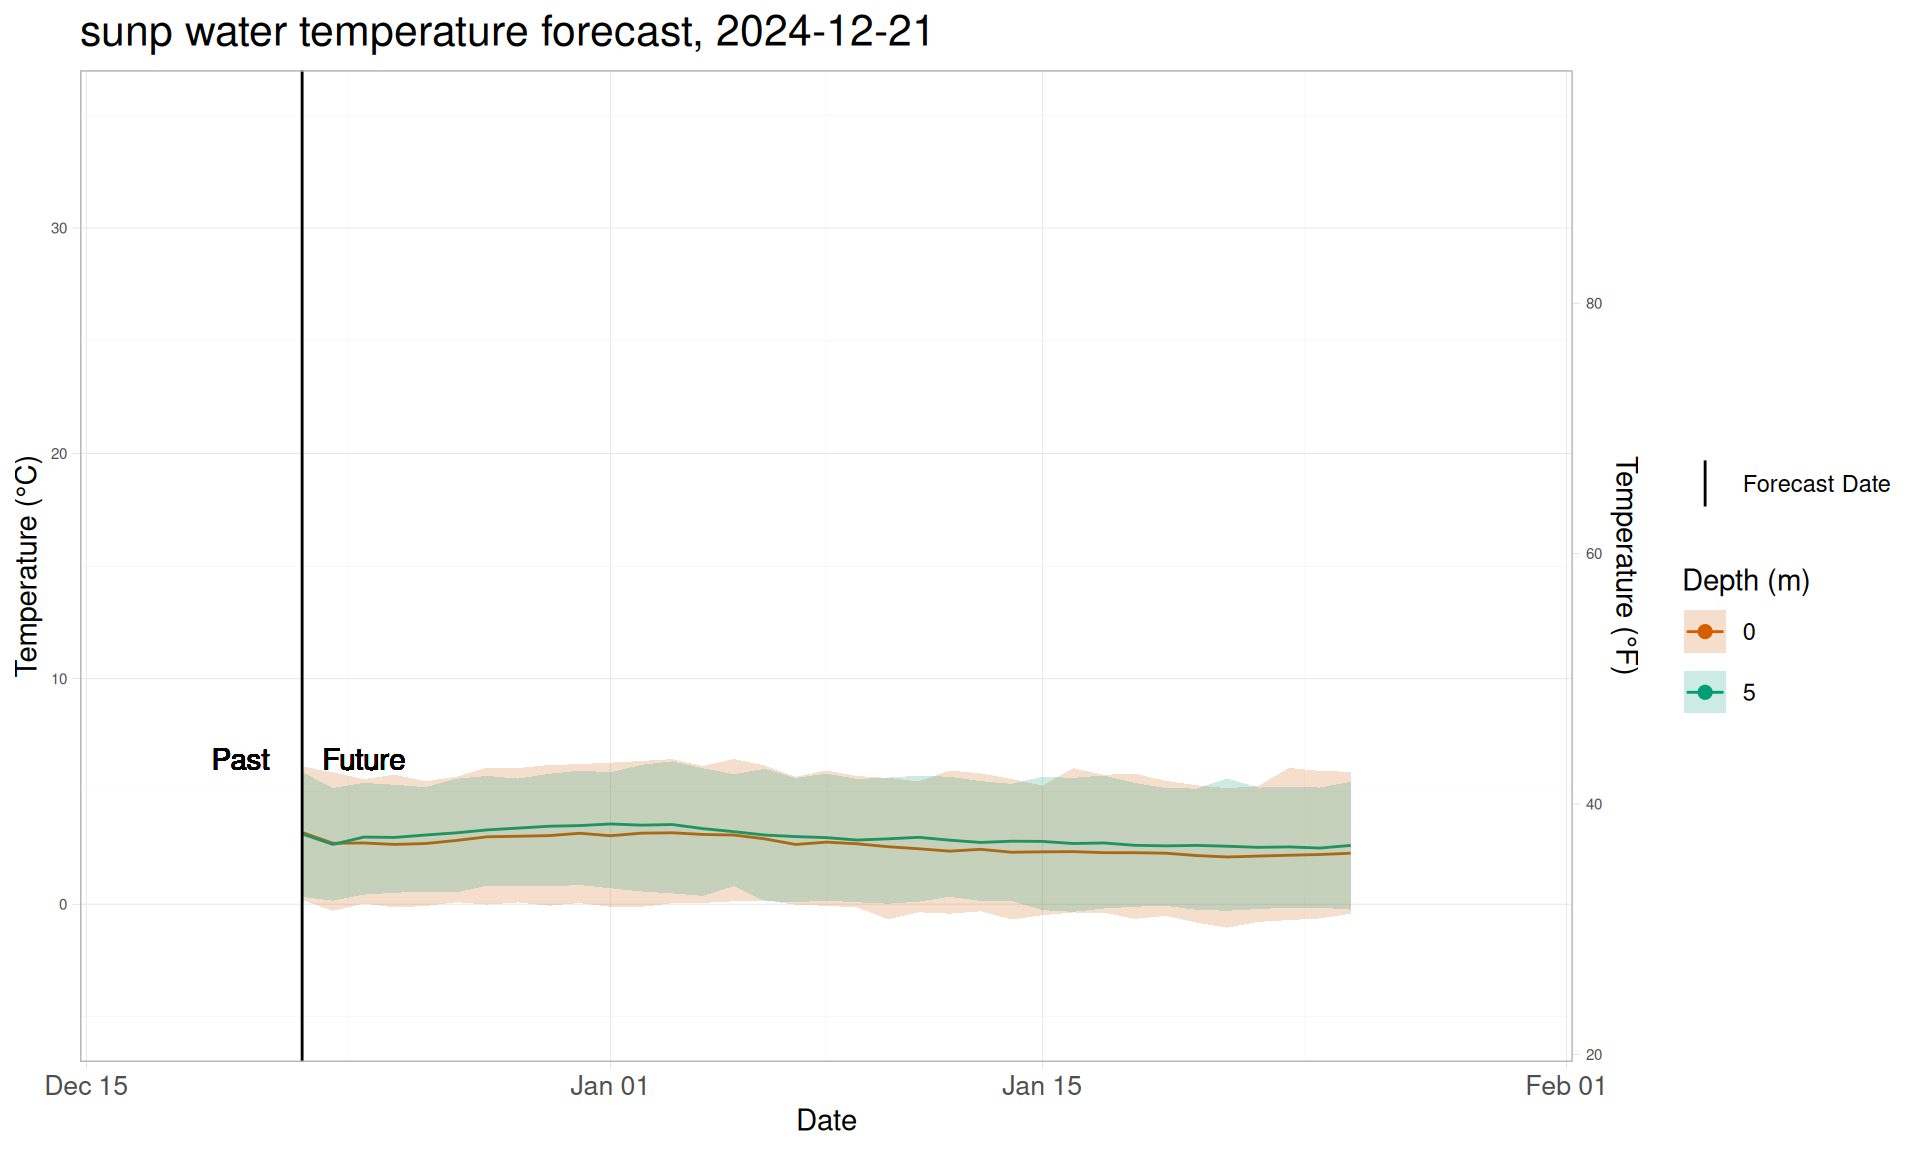 sunp water temperature forecast, 2024-12-21
30
20
10
0
Temperature (°C)
Past
Future
80
60
40
20
Temperature (°F)
Dec 15
Jan 01
Jan 15
Feb 01
Date
Forecast Date
Depth (m)
0
5